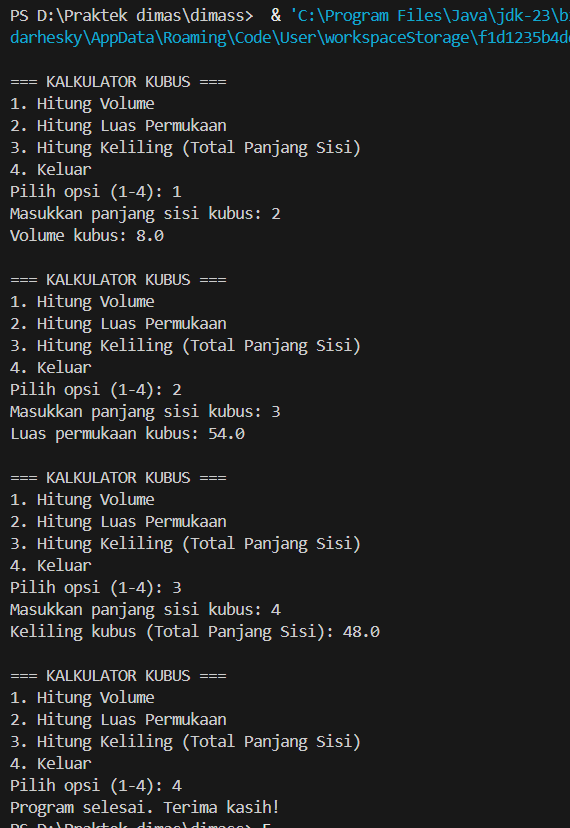 PS D:\Praktek dimas\dimass>  & 'C:\Program Files\Java\jdk-23\b
darhesky\AppData\Roaming\Code\User\workspaceStorage\f1d1235b4d
=== KALKULATOR KUBUS ===
1. Hitung Volume
2. Hitung Luas Permukaan
3. Hitung Keliling (Total Panjang Sisi)
4. Keluar
Pilih opsi (1-4): 1
Masukkan panjang sisi kubus: 2
Volume kubus: 8.0
=== KALKULATOR KUBUS ===
1. Hitung Volume
2. Hitung Luas Permukaan
3. Hitung Keliling (Total Panjang Sisi)
4. Keluar
Pilih opsi (1-4): 2
Masukkan panjang sisi kubus: 3
Luas permukaan kubus: 54.0
=== KALKULATOR KUBUS ===
1. Hitung Volume
2. Hitung Luas Permukaan
3. Hitung Keliling (Total Panjang Sisi)
4. Keluar
Pilih opsi (1-4): 3
Masukkan panjang sisi kubus: 4
Keliling kubus (Total Panjang Sisi): 48.0
=== KALKULATOR KUBUS ===
1. Hitung Volume
2. Hitung Luas Permukaan
3. Hitung Keliling (Total Panjang Sisi)
4. Keluar
Pilih opsi (1-4): 4
Program selesai. Terima kasih!
PS D:\Praktek dimas\dimass>